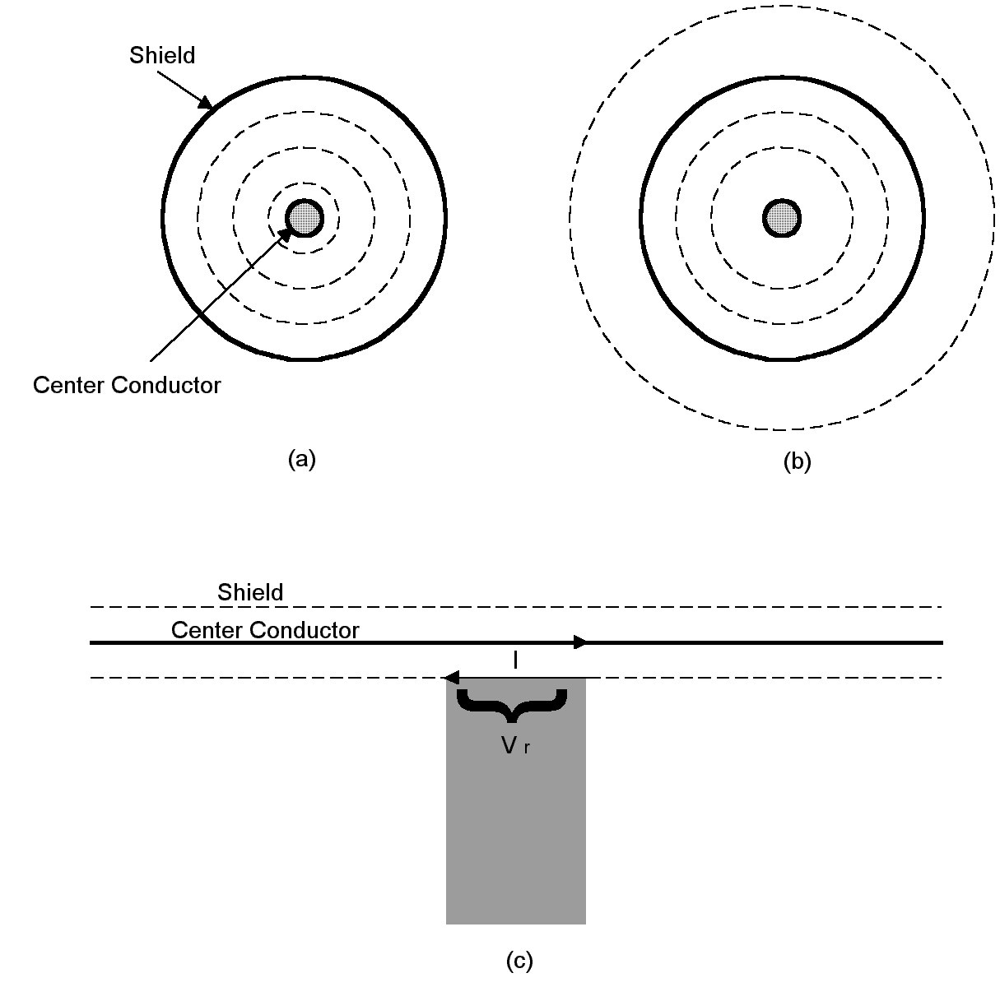 Shield
Center Conductor
(a)
(b)
Shield
Center Conductor
I
V r
(c)